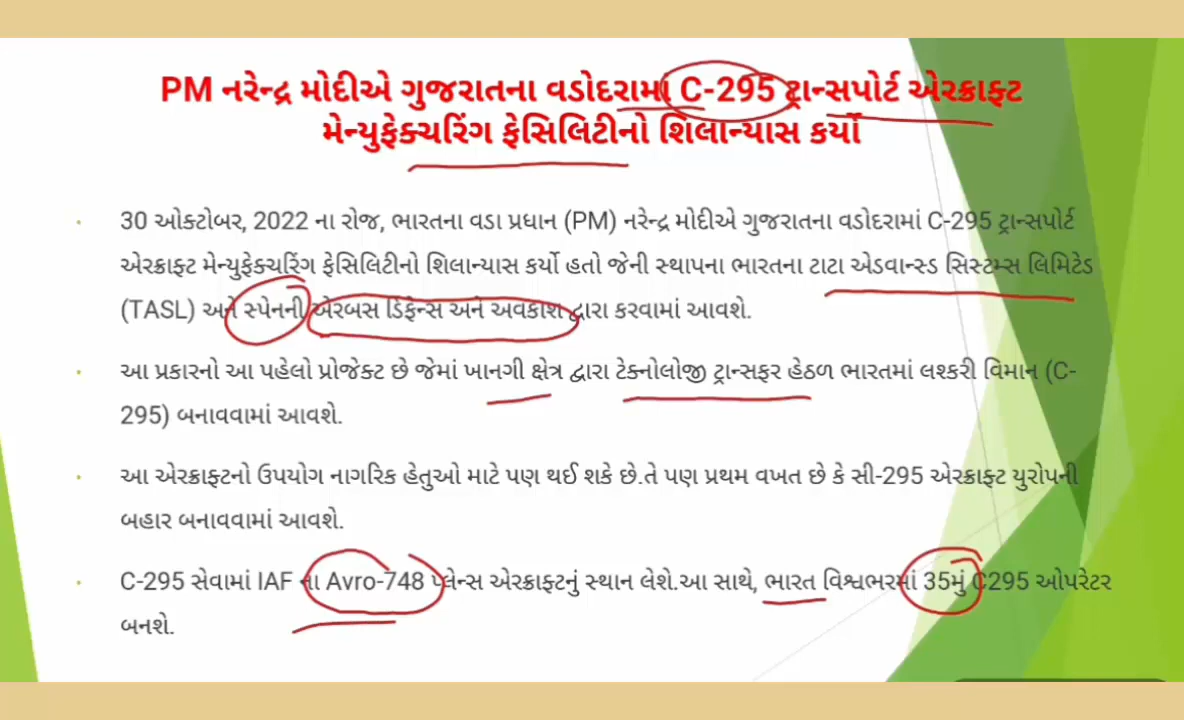 PM નરેન્દ્ર મોદીએ ગુજરાતના વડોદરામાં C-295 ટ્રાન્સપોર્ટ એરક્રાફ્ટ
મેન્યુફેક્ચરિંગ ફેસિલિટીનો શિલાન્યાસ કર્યો
30 ઓક્ટોબર, 2022 ના રોજ, ભારતના વડા પ્રધાન (PM) નરેન્દ્ર મોદીએ ગુજરાતના વડોદરામાં C-295 ટ્રાન્સપોર્ટ
એરક્રાફ્ટ મેન્યુફેક્ચરિંગ ફેસિલિટીનો શિલાન્યાસ કર્યો હતો જેની સ્થાપના ભારતના ટાટા એડવાન્સ્ડ સિસ્ટમ્સ લિમિટેડ
(TASL) અને સ્પેનની એરબસ ડિફેન્સ અને અવકાશ દ્વારા કરવામાં આવશે.
આ પ્રકારનો આ પહેલો પ્રોજેક્ટ છે જેમાં ખાનગી ક્ષેત્ર દ્વારા ટેક્નોલોજી ટ્રાન્સફર હેઠળ ભારતમાં લશ્કરી વિમાન (C-
295) બનાવવામાં આવશે.
આ એરક્રાફ્ટનો ઉપયોગ નાગરિક હેતુઓ માટે પણ થઈ શકે છે.તે પણ પ્રથમ વખત છે કે સી-295 એરક્રાફ્ટ યુરોપની
બહાર બનાવવામાં આવશે.
C-295 સેવામાં IAF ના Avro-748 પ્લેન્સ એરક્રાફ્ટનું સ્થાન લેશે.આ સાથે, ભારત વિશ્વભરમાં 35મું C295 ઓપરેટર
બનશે.